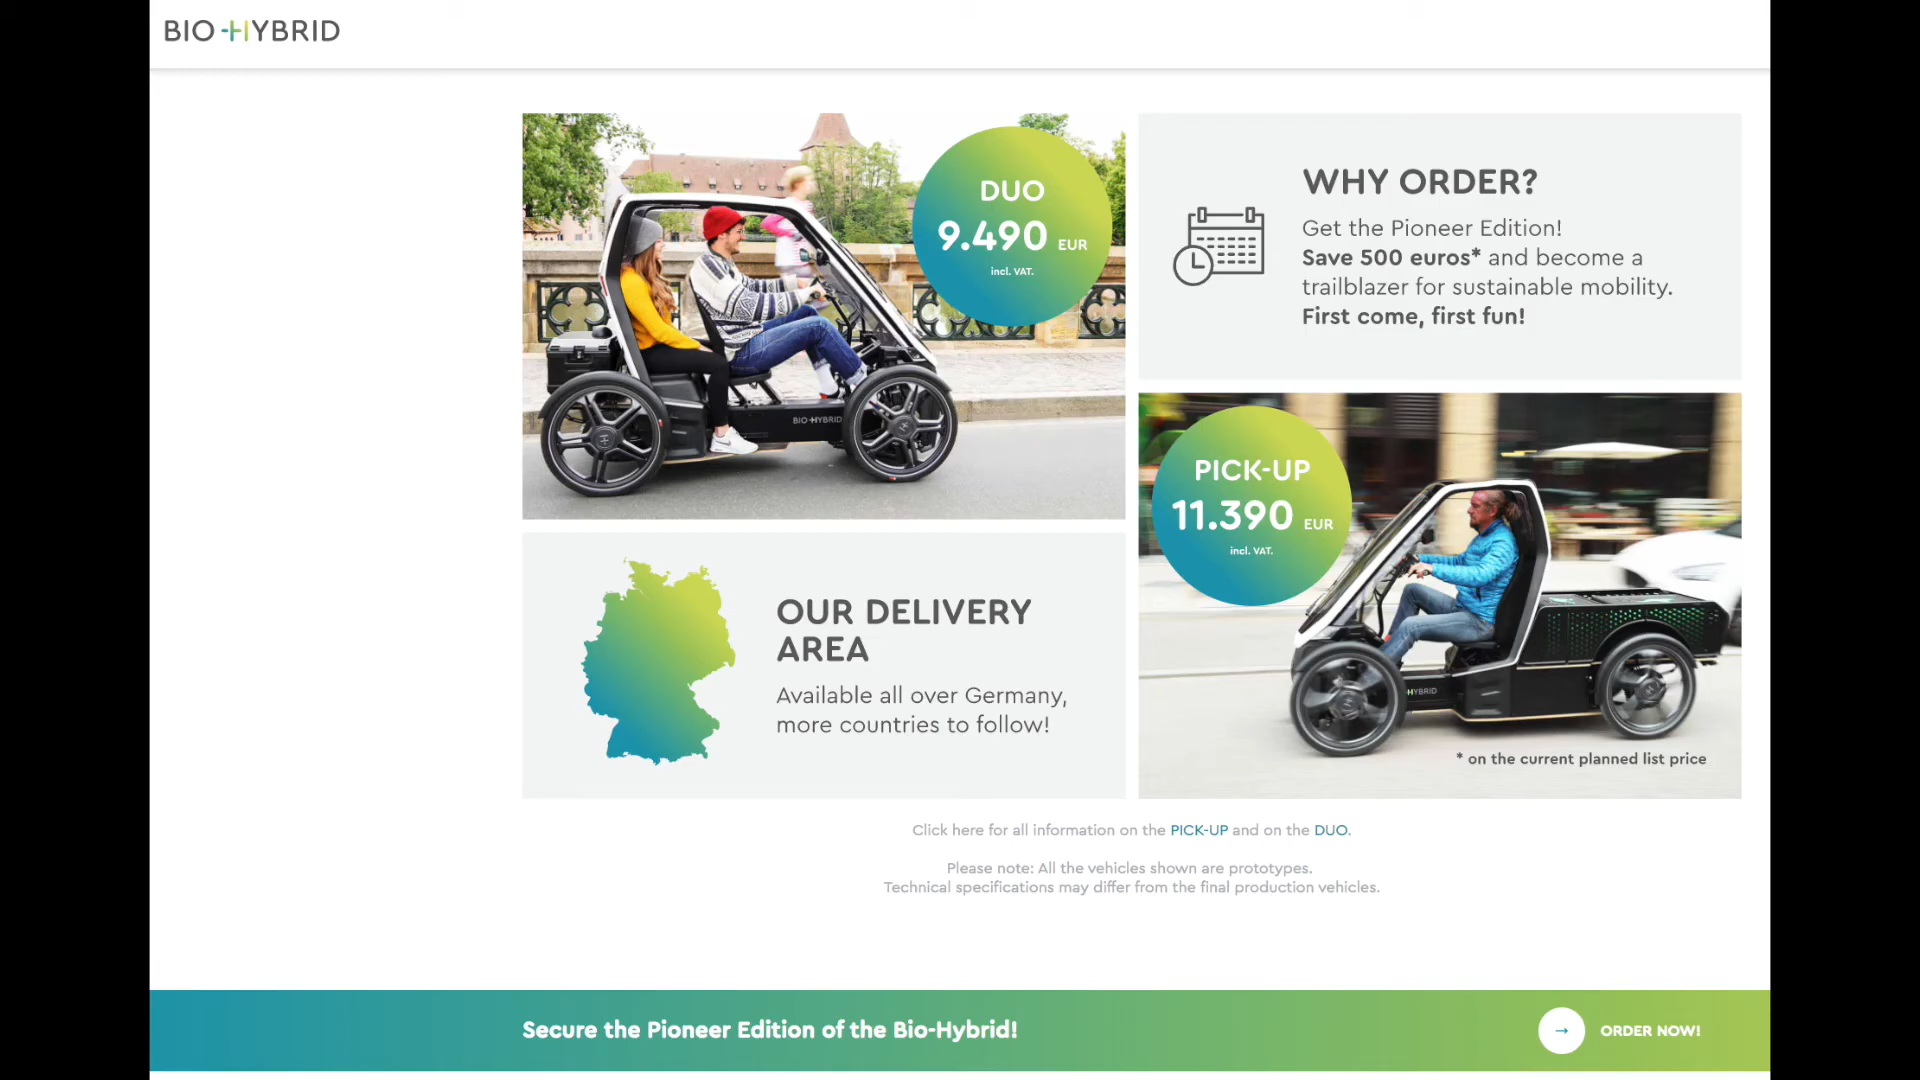 BIO-HYBRID
DUO
9.490 EUR
incl. VAT.
BIO-HYBRID
WHY ORDER?
Get the Pioneer Edition!
Save 500 euros* and become a
trailblazer for sustainable mobility.
First come, first fun!
PICK-UP
11.390 EUR
incl. VAT.
HYBRID
* on the current planned list price
OUR DELIVERY
AREA
Available all over Germany,
more countries to follow!
Click here for all information on the PICK-UP and on the DUO.
Please note: All the vehicles shown are prototypes.
Technical specifications may differ from the final production vehicles.
Secure the Pioneer Edition of the Bio-Hybrid!
→ ORDER NOW!